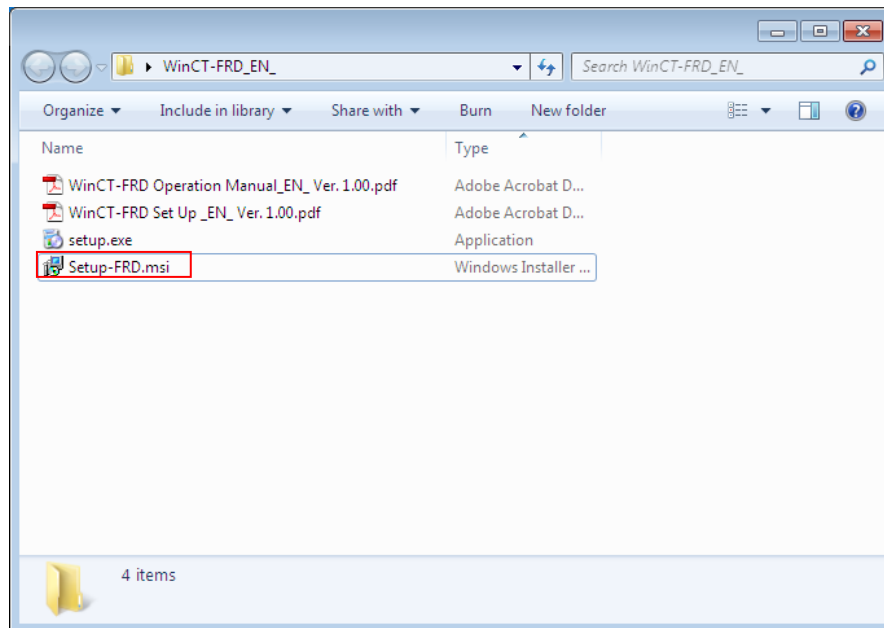 WinCT-FRD_EN_
Search WinCT-FRD_EN_
Organize Include in library Share with Burn New folder
Name Type
WinCT-FRD Operation Manual_EN_ Ver. 1.00.pdf Adobe Acrobat D...
WinCT-FRD Set Up _EN_ Ver. 1.00.pdf Adobe Acrobat D...
setup.exe Application
Setup-FRD.msi Windows Installer ...
4 items